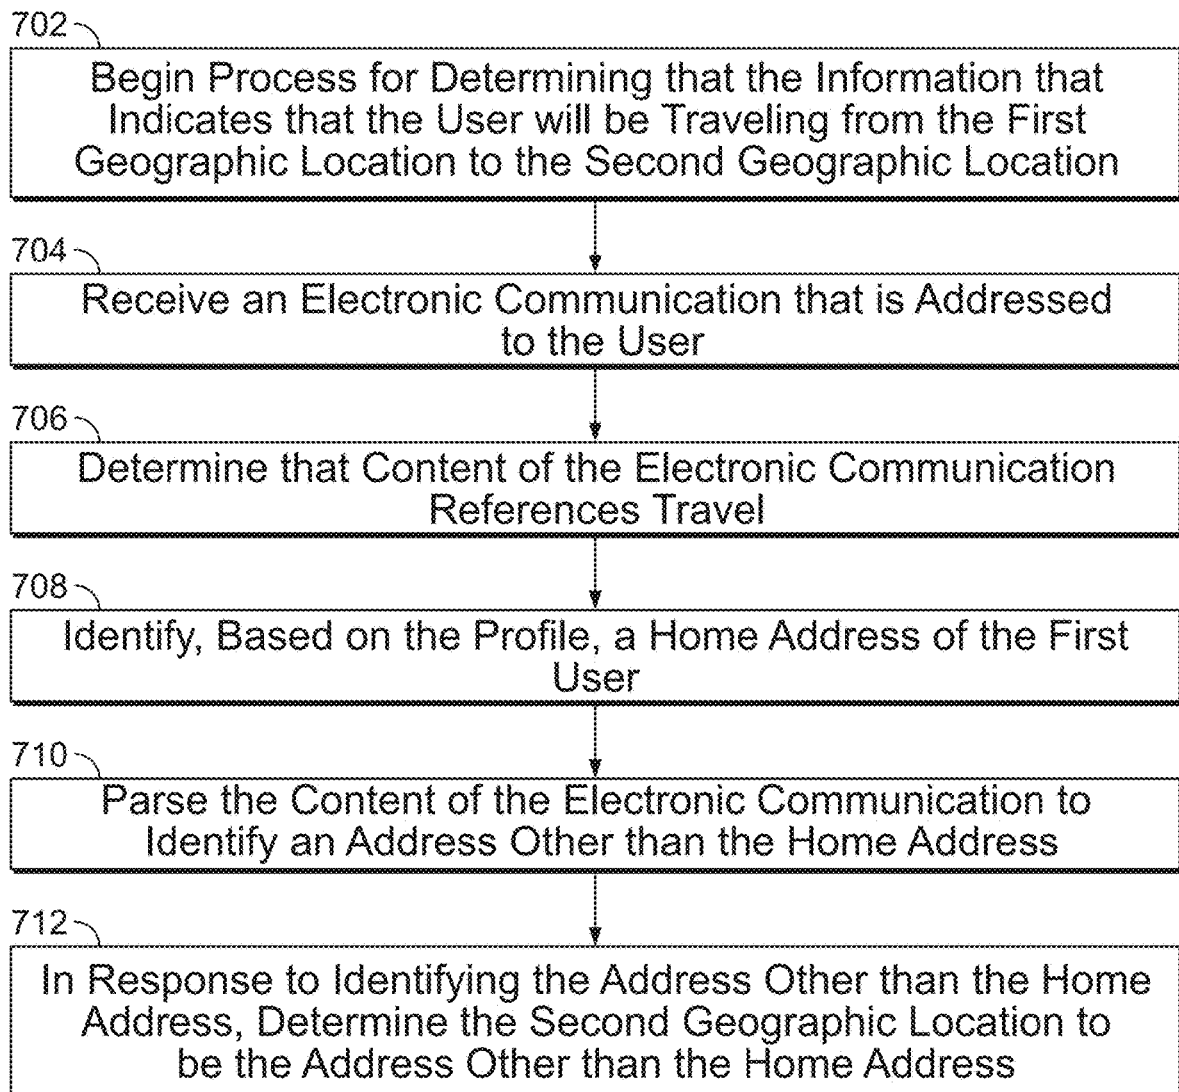 702
Begin Process for Determining that the Information that
Indicates that the User will be Traveling from the First
Geographic Location to the Second Geographic Location
704
Receive an Electronic Communication that is Addressed
to the User
706
Determine that Content of the Electronic Communication
References Travel
708
Identify, Based on the Profile, a Home Address of the First
User
710
Parse the Content of the Electronic Communication to
Identify an Address Other than the Home Address
712
In Response to Identifying the Address Other than the Home
Address, Determine the Second Geographic Location to
be the Address Other than the Home Address